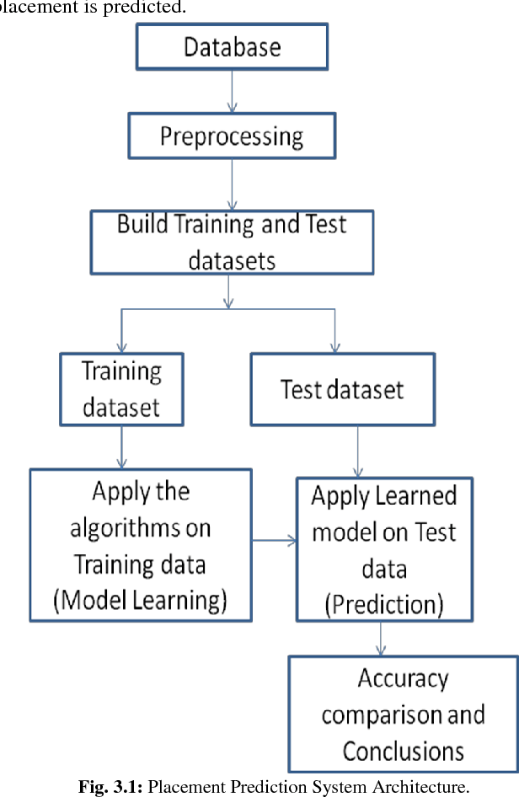 placement is predicted.
Database
Preprocessing
Build Training and Test
datasets
Training
dataset
Test dataset
Apply the
algorithms on
Training data
(Model Learning)
Apply Learned
model on Test
data
(Prediction)
Accuracy
comparison and
Conclusions
Fig. 3.1: Placement Prediction System Architecture.